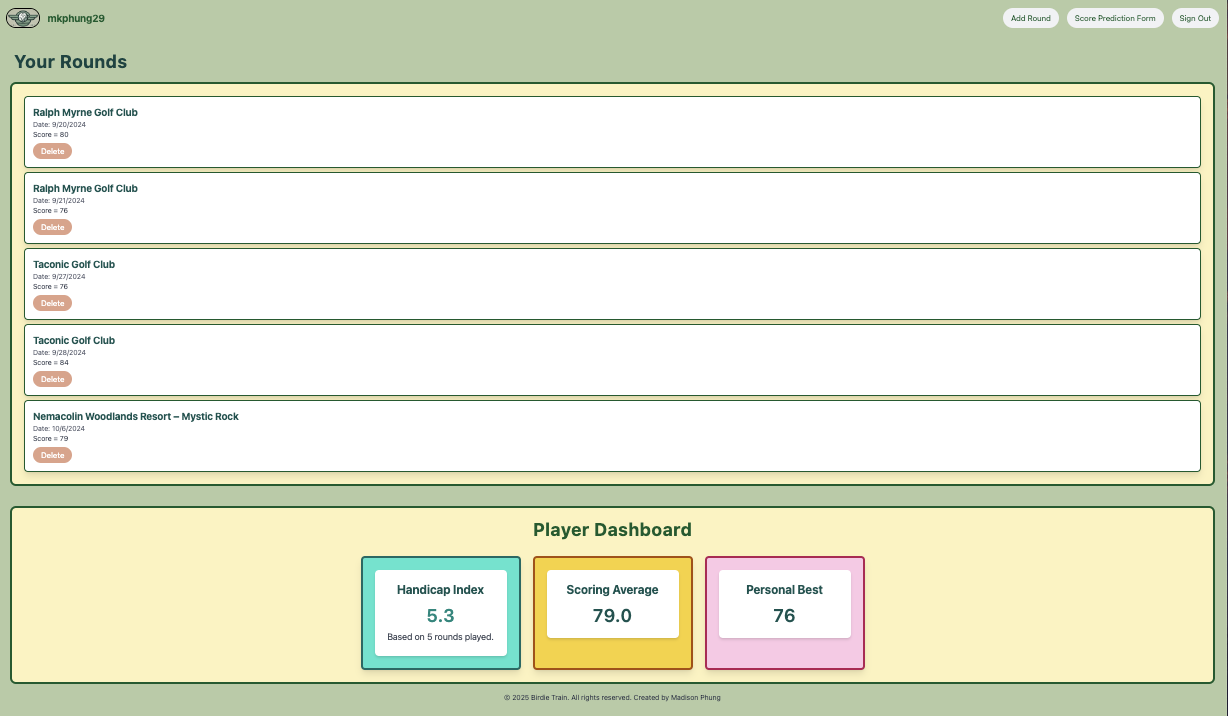 mkphung29
Add Round
Score Prediction Form
Sign Out
Your Rounds
Ralph Myrne Golf Club
Date: 9/20/2024
Score = 80
Delete
Ralph Myrne Golf Club
Date: 9/21/2024
Score = 76
Delete
Taconic Golf Club
Date: 9/27/2024
Score = 76
Delete
Taconic Golf Club
Date: 9/28/2024
Score = 84
Delete
Nemacolin Woodlands Resort – Mystic Rock
Date: 10/6/2024
Score = 79
Delete
Player Dashboard
Handicap Index
5.3
Based on 5 rounds played.
Scoring Average
79.0
Personal Best
76
© 2025 Birdie Train. All rights reserved. Created by Madison Phung